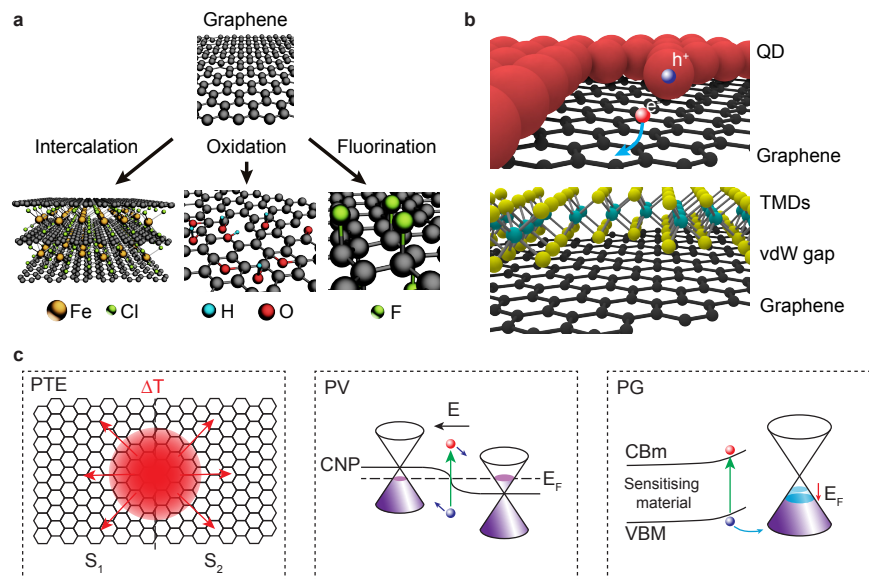 a
Graphene
Intercalation
Oxidation
Fluorination
Fe
Cl
H
O
F
b
QD
h⁺
e⁻
Graphene
TMDs
vdW gap
Graphene
c
PTE
ΔT
S₁
S₂
PV
E
CNP
E_F
PG
CBm
Sensitising
material
VBM
E_F